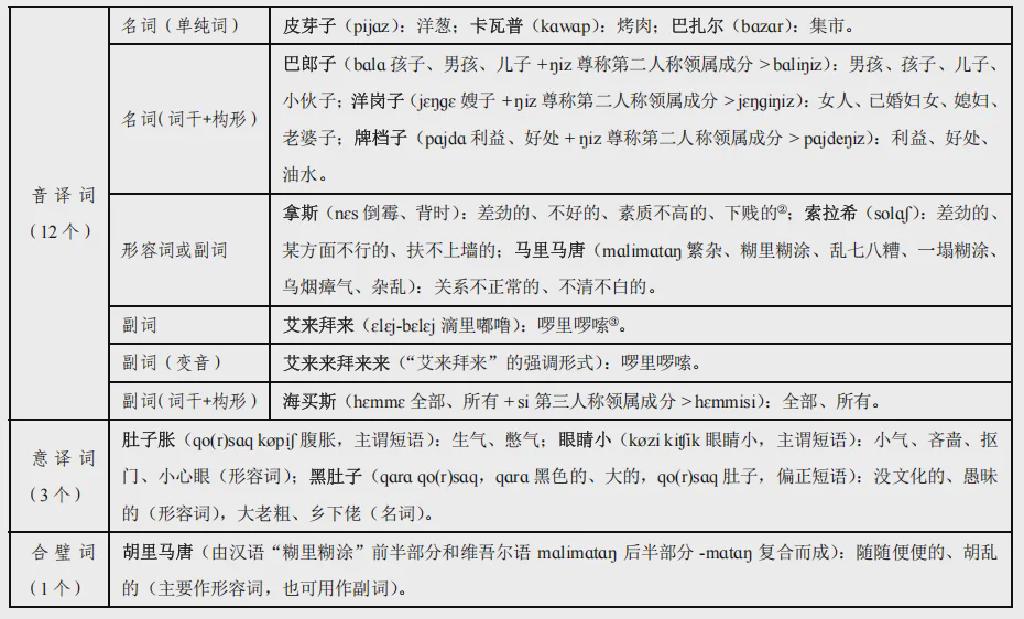 音译词
（12个）
名词（单纯词）
皮芽子（pijaz）：洋葱；卡瓦普（kawap）：烤肉；巴扎尔（bazar）：集市。
名词（词干+构形）
巴郎子（bala 孩子、男孩、儿子+ŋiz 尊称第二人称领属成分＞baliŋiz）：男孩、孩子、儿子、
小伙子；洋岗子（jɛŋgɛ 嫂子+ŋiz 尊称第二人称领属成分＞jɛŋgiŋiz）：女人、已婚妇女、媳妇、
老婆子；牌档子（pajda 利益、好处+ŋiz 尊称第二人称领属成分＞pajdeŋiz）：利益、好处、
油水。
形容词或副词
拿斯（nɛs 倒霉、背时）：差劲的、不好的、素质不高的、下贱的②；索拉希（solaʃ）：差劲的、
某方面不行的、扶不上墙的；马里马唐（malimataŋ 繁杂、糊里糊涂、乱七八糟、一塌糊涂、
乌烟瘴气、杂乱）：关系不正常的、不清不白的。
副词
艾来拜来（ɛlɛj-bɛlɛj 滴里嘟噜）：啰里啰嗦③。
副词（变音）
艾来来拜来来（“艾来拜来”的强调形式）：啰里啰嗦。
副词（词干+构形）
海买斯（hɛmmɛ 全部、所有+si 第三人称领属成分＞hɛmmisi）：全部、所有。
意译词
（3个）
肚子胀（qo(r)saq køpiʃ 腹胀，主谓短语）：生气、憋气；眼睛小（køzi kitʃik 眼睛小，主谓短语）：小气、吝啬、抠
门、小心眼（形容词）；黑肚子（qara qo(r)saq，qara 黑色的、大的，qo(r)saq 肚子，偏正短语）：没文化的、愚昧
的（形容词），大老粗、乡下佬（名词）。
合璧词
（1个）
胡里马唐（由汉语“糊里糊涂”前半部分和维吾尔语 malimataŋ 后半部分 -mataŋ 复合而成）：随随便便的、胡乱
的（主要作形容词，也可用作副词）。